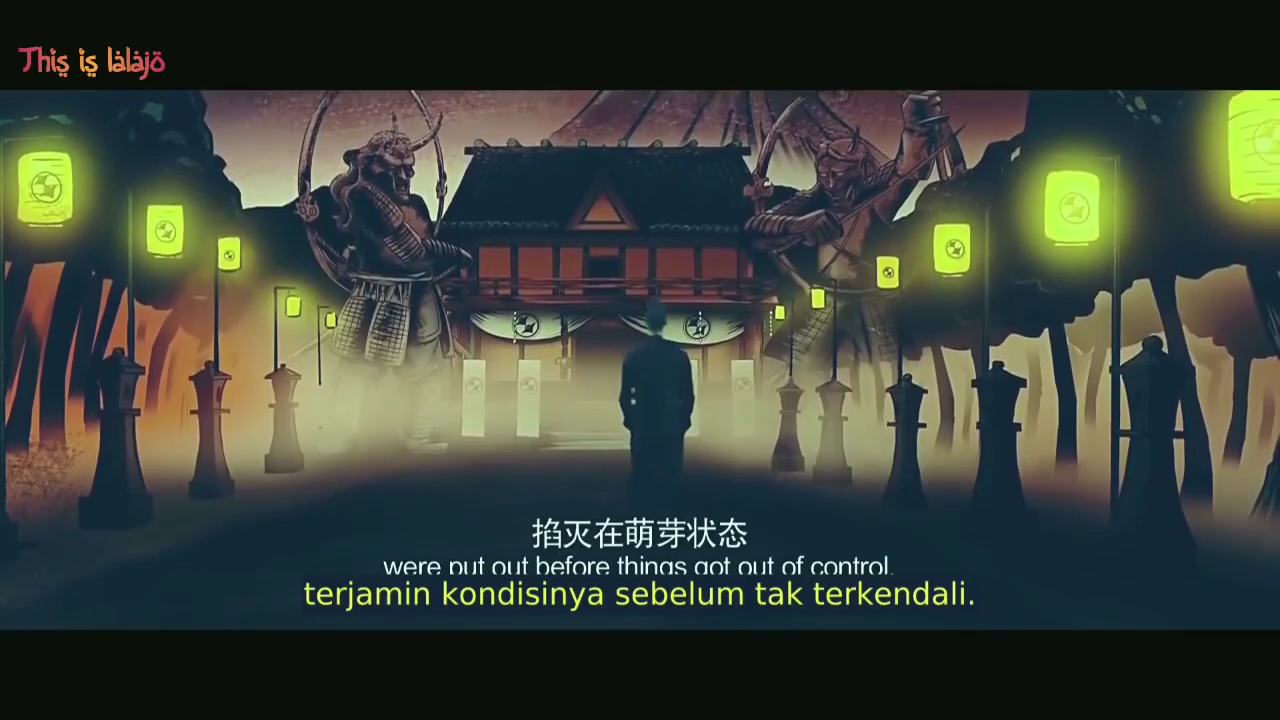 This is lalajo
掐灭在萌芽状态
were put out before things got out of control.
terjamin kondisinya sebelum tak terkendali.